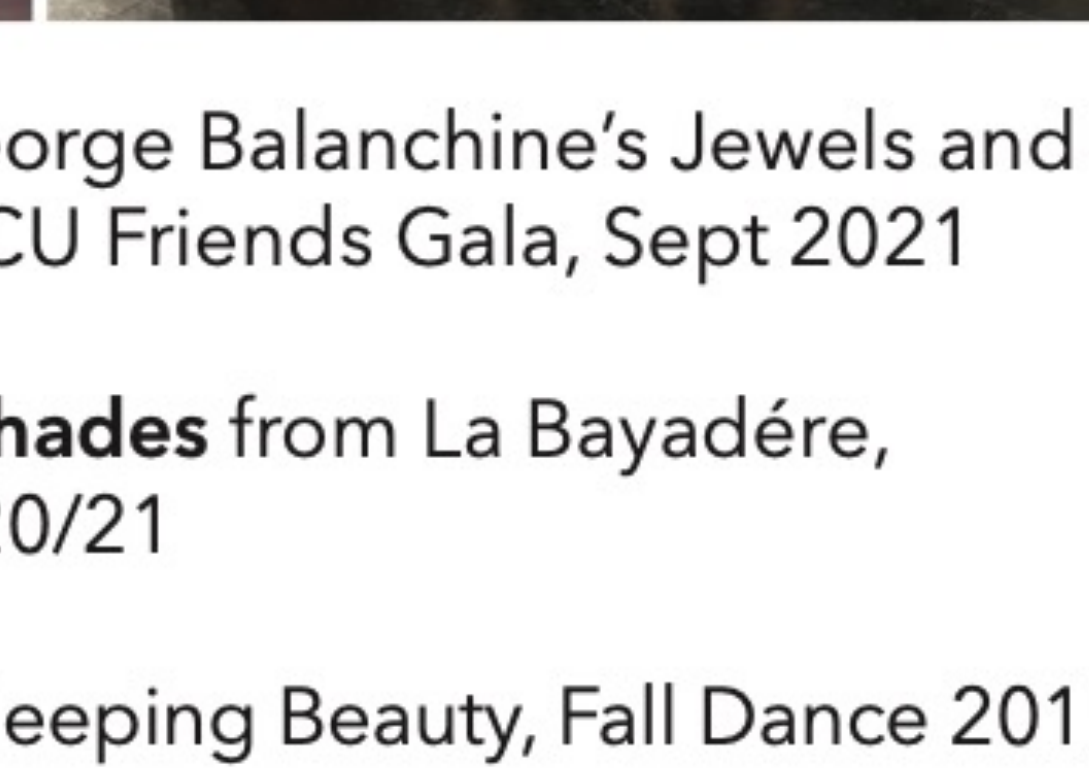 orge Balanchine's Jewels and
CU Friends Gala, Sept 2021
hades from La Bayadére,
0/21
eeping Beauty, Fall Dance 201